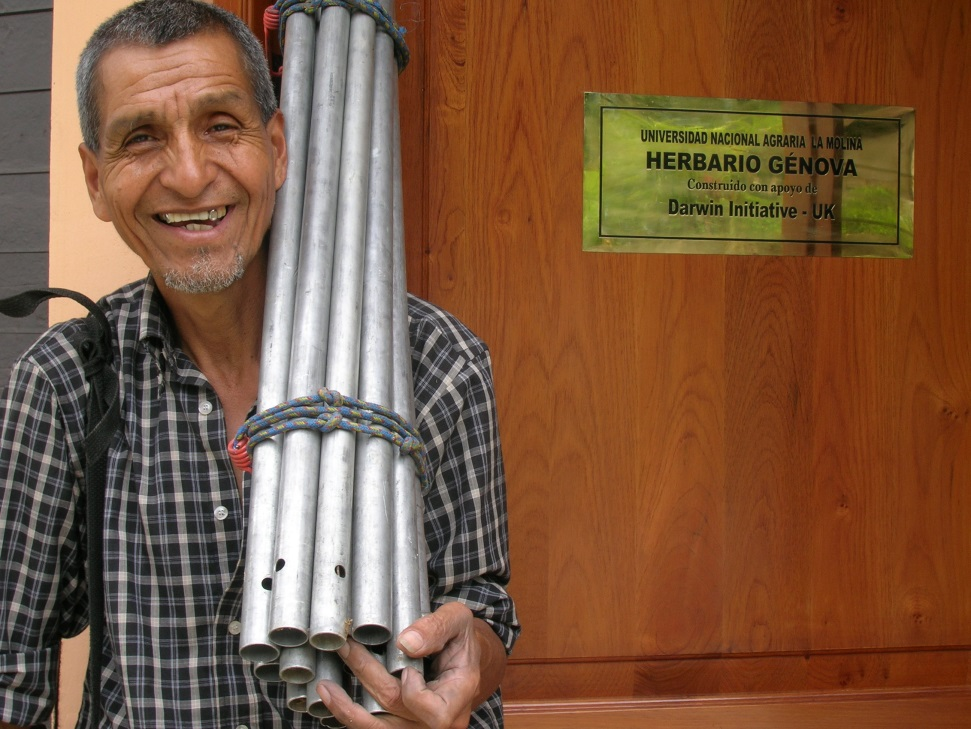 UNIVERSIDAD NACIONAL AGRARIA LA MOLINA
HERBARIO GÉNOVA
Construido con apoyo de
Darwin Initiative - UK